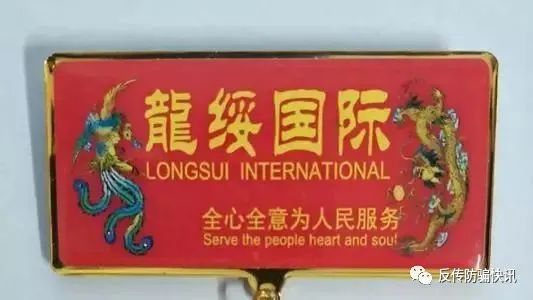 龍绥国际
LONGSUI INTERNATIONAL
全心全意为人民服务
Serve the people heart and soul
反传防骗快讯